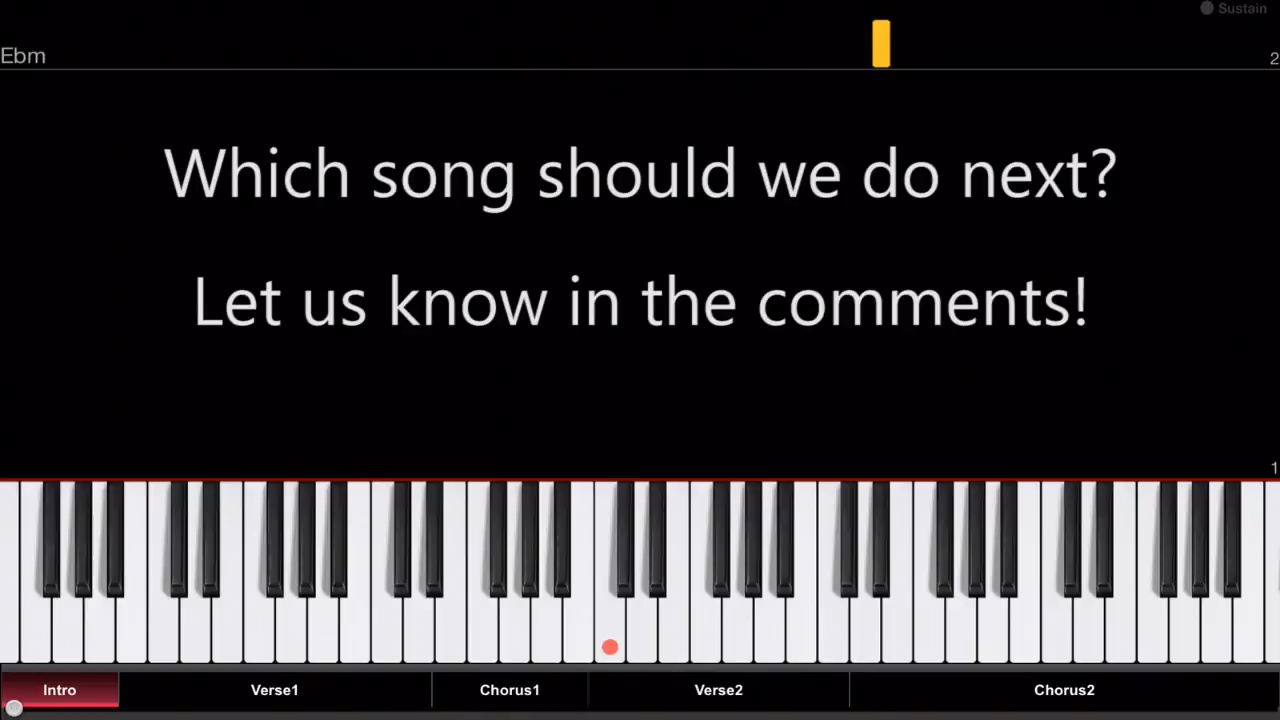 Sustain
Ebm
2
Which song should we do next?
Let us know in the comments!
1
Intro Verse1 Chorus1 Verse2 Chorus2